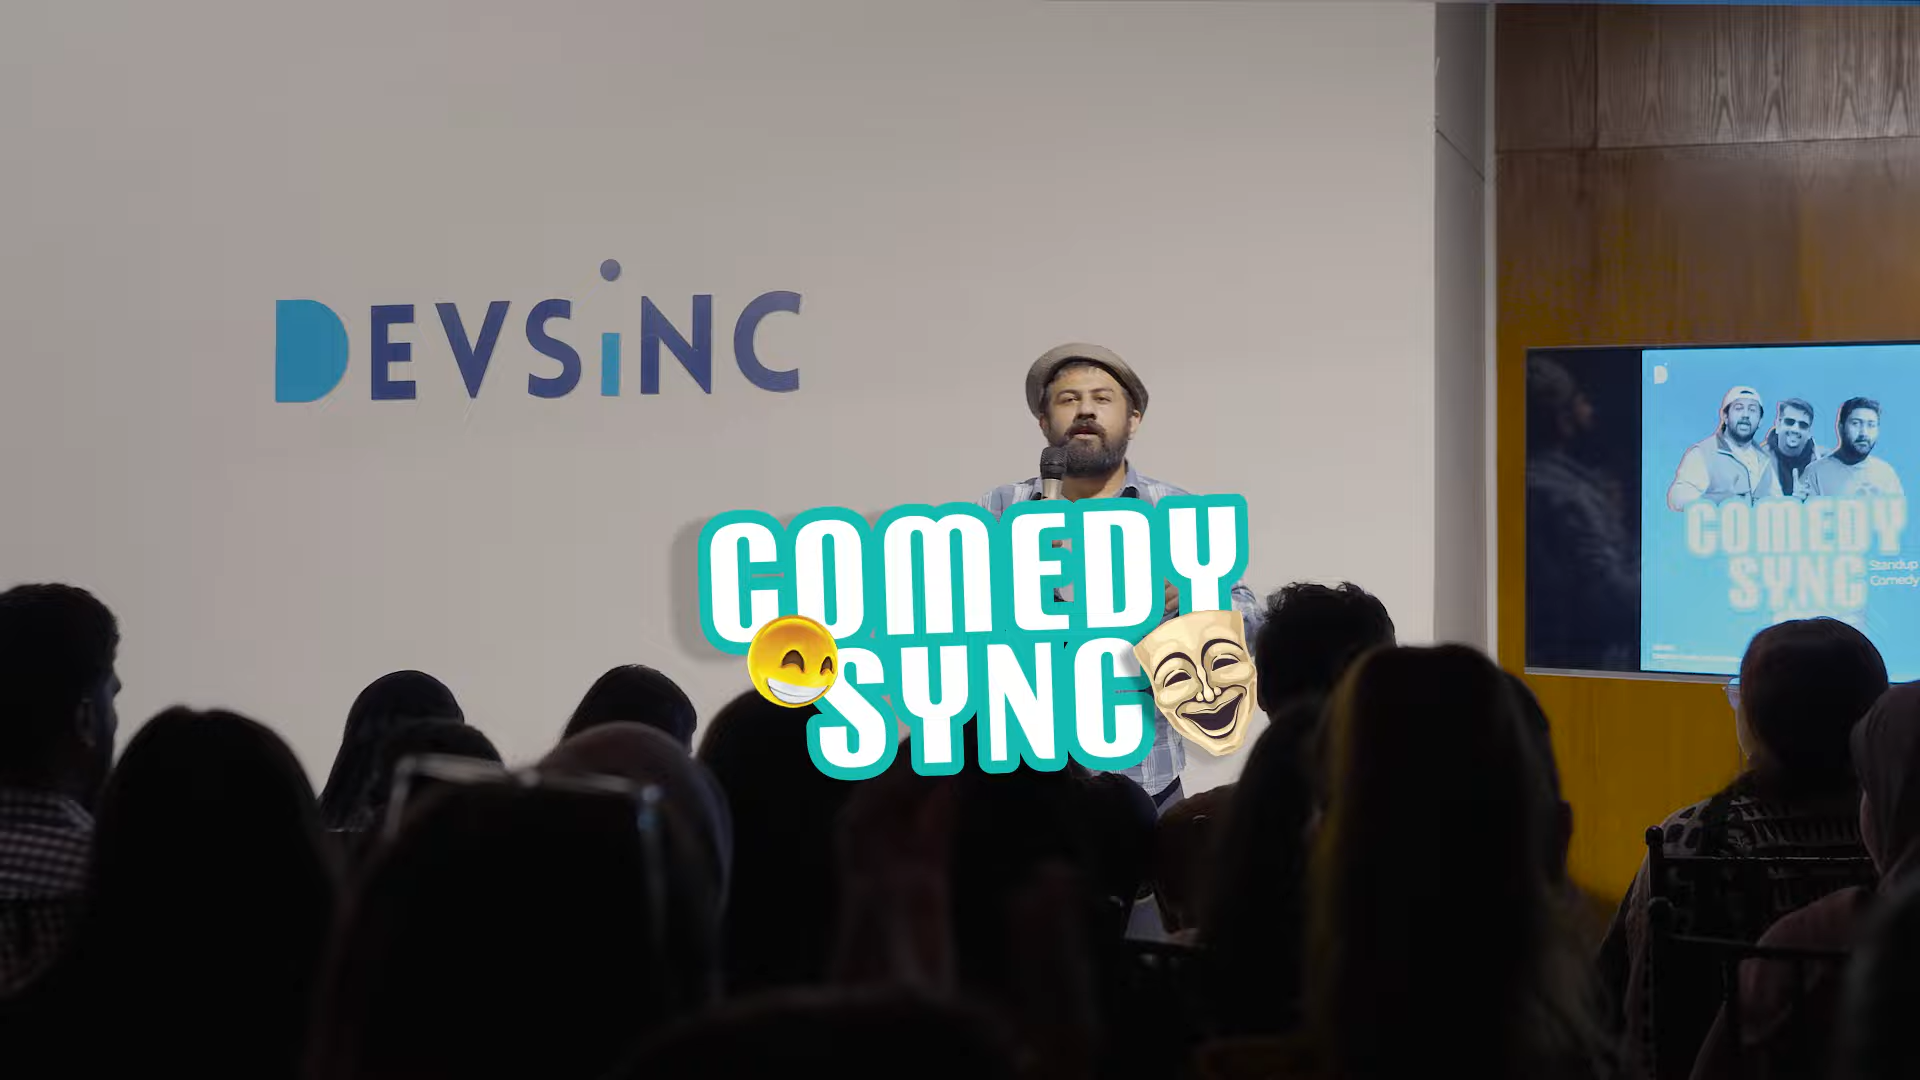 DEVSiNC
COMEDY
SYNC
COMEDY
SYNC
Standup
Comedy